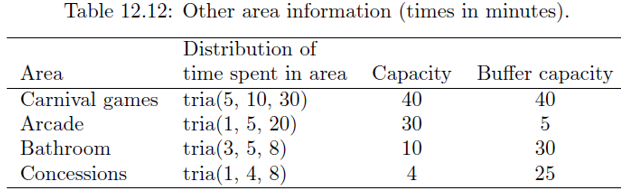 Table 12.12: Other area information (times in minutes).
Distribution of
Area time spent in area Capacity Buffer capacity
Carnival games tria(5, 10, 30) 40 40
Arcade tria(1, 5, 20) 30 5
Bathroom tria(3, 5, 8) 10 30
Concessions tria(1, 4, 8) 4 25